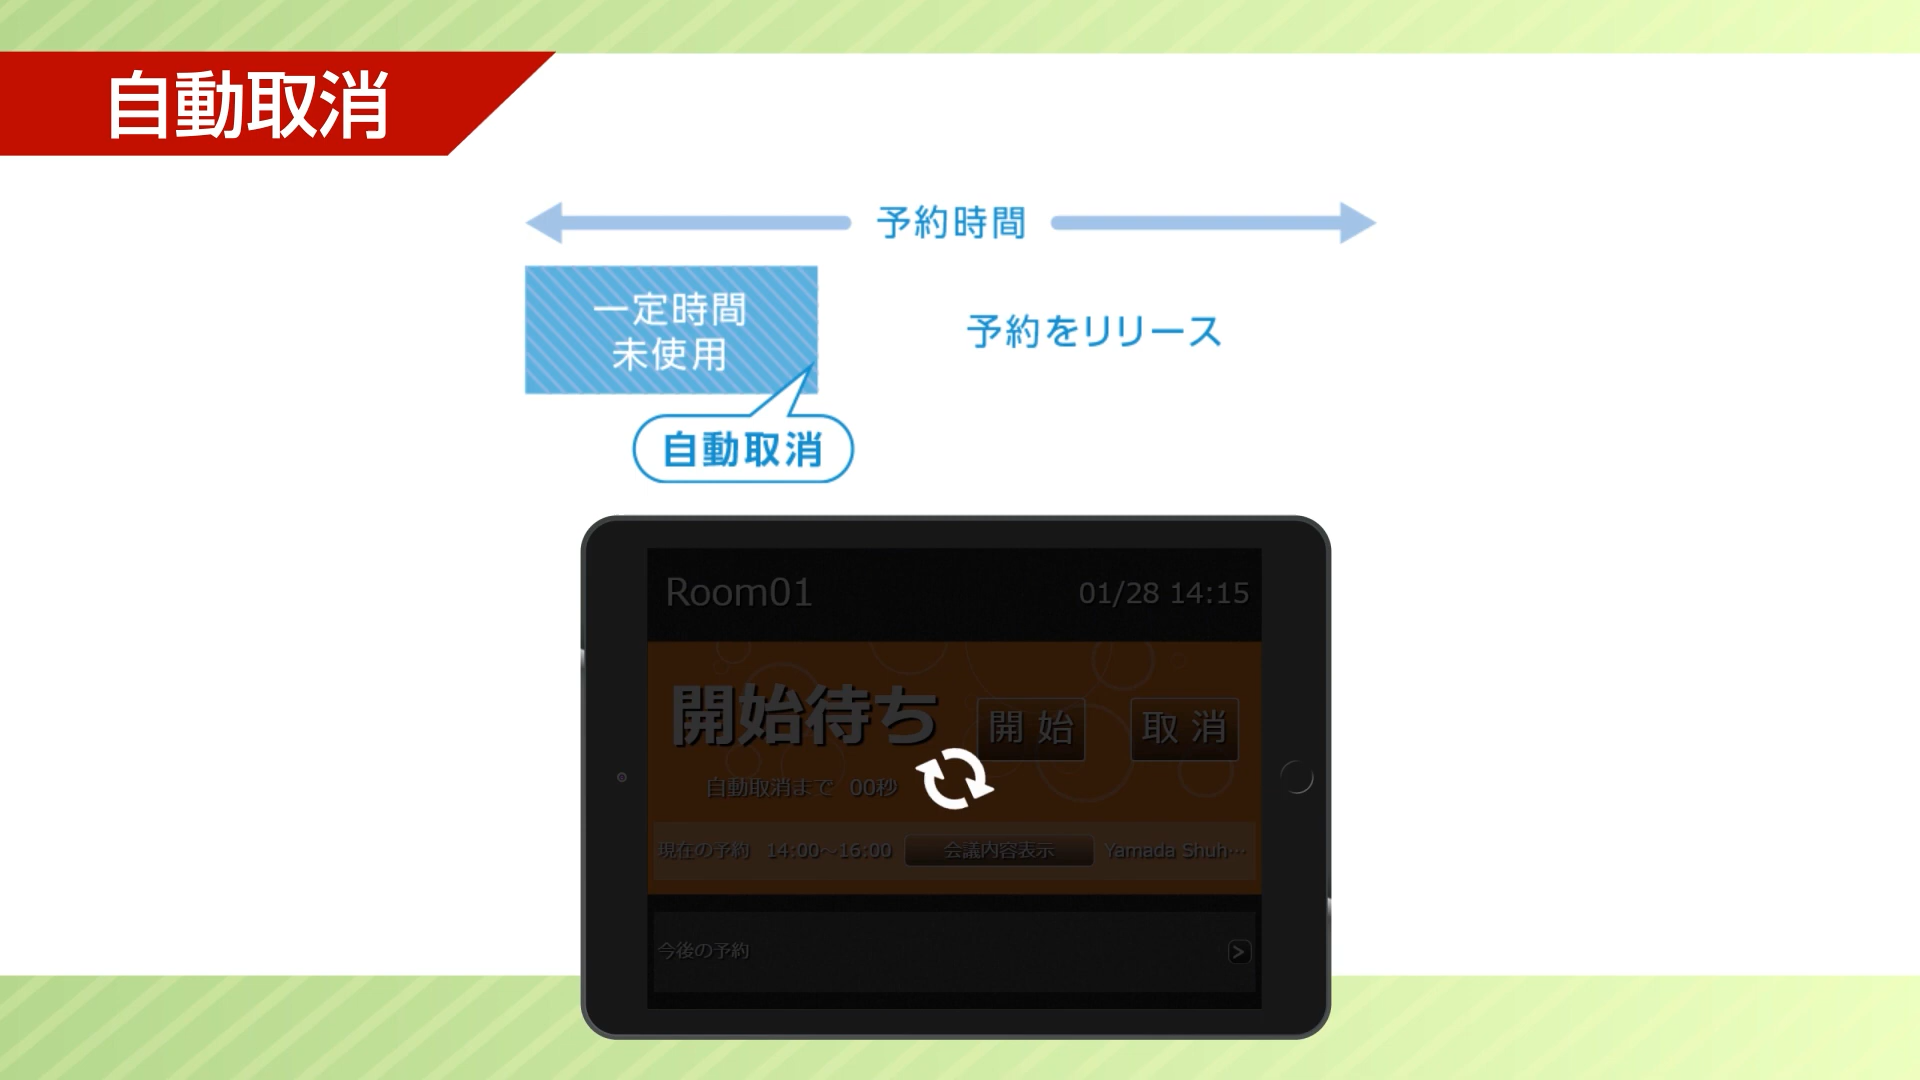 自動取消
予約時間
一定時間
未使用
予約をリリース
自動取消
Room01
01/28 14:15
開始待ち
開始
取消
自動取消まで 00秒
現在の予約 14:00~16:00
会議内容表示
Yamada Shuh…
今後の予約